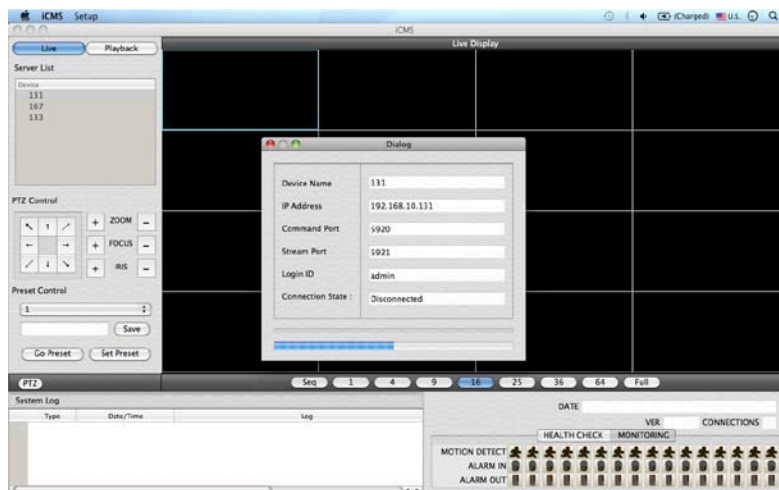 iCMS Setup (Charged) U.S.
iCMS
Live Playback
Live Display
Server List
Device
131
167
133
PTZ Control
+ ZOOM -
+ FOCUS -
+ IRIS -
Preset Control
1
Save
Go Preset Set Preset
Dialog
Device Name 131
IP Address 192.168.10.131
Command Port 5920
Stream Port 5921
Login ID admin
Connection State : Disconnected
PTZ
Seq 1 4 9 16 25 36 64 Full
System Log
Type Date/Time Log
DATE
VER CONNECTIONS
HEALTH CHECK MONITORING
MOTION DETECT
ALARM IN
ALARM OUT